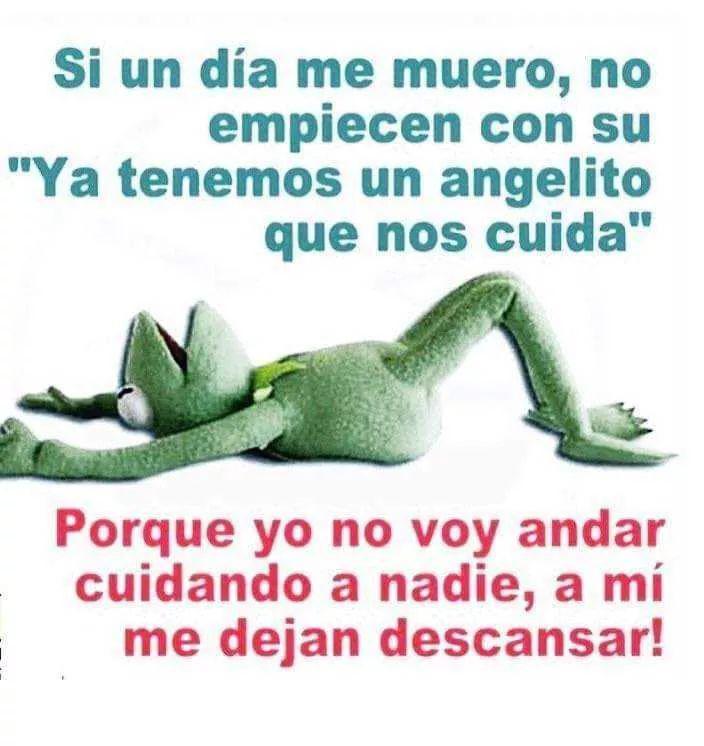 Si un día me muero, no
empiecen con su
"Ya tenemos un angelito
que nos cuida"
Porque yo no voy andar
cuidando a nadie, a mí
me dejan descansar!